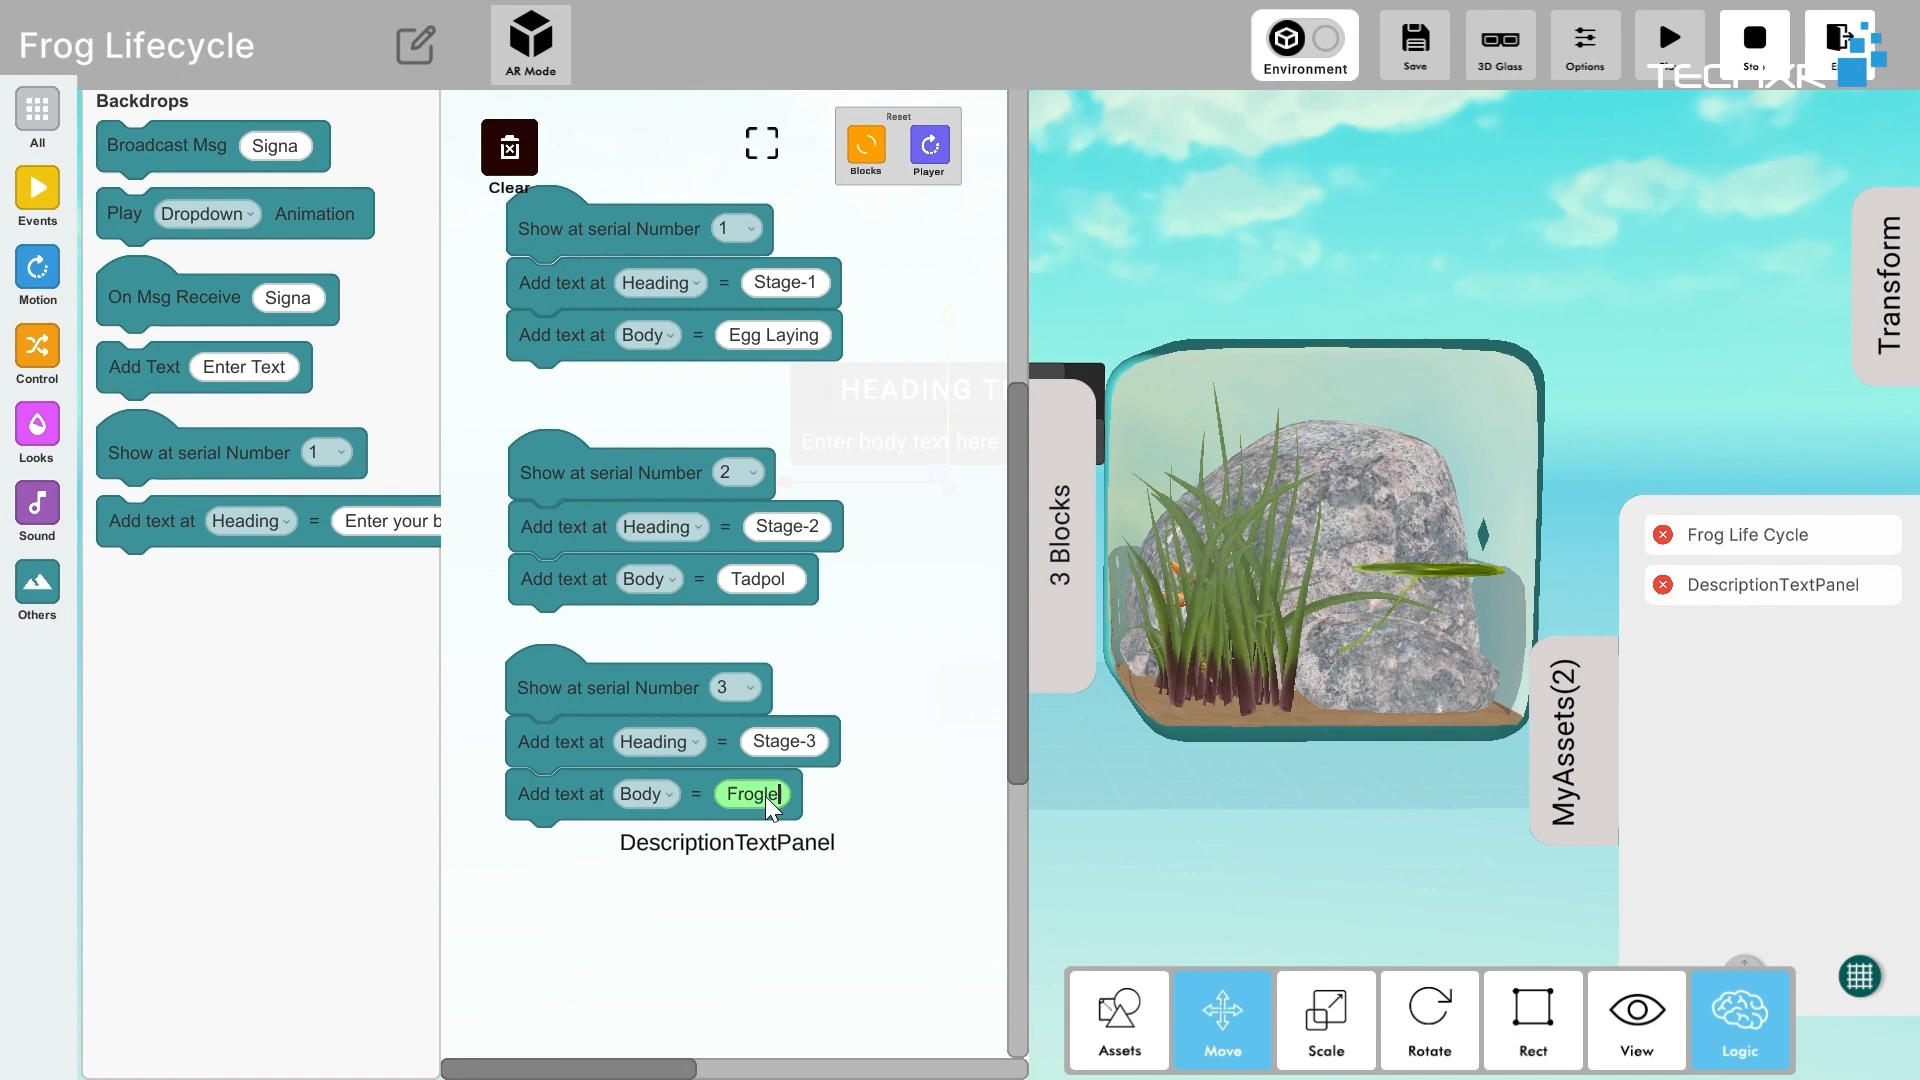 Frog Lifecycle
AR Mode
Environment
Save
3D Glass
Options
TECHXR
All
Events
Motion
Control
Looks
Sound
Others
Backdrops
Broadcast Msg Signa
Play Dropdown Animation
On Msg Receive Signa
Add Text Enter Text
Show at serial Number 1
Add text at Heading = Enter your b
Clear
Reset
Blocks
Player
Show at serial Number 1
Add text at Heading = Stage-1
Add text at Body = Egg Laying
HEADING
Enter body text here,
Show at serial Number 2
Add text at Heading = Stage-2
Add text at Body = Tadpol
Show at serial Number 3
Add text at Heading = Stage-3
Add text at Body = Frogle
DescriptionTextPanel
3 Blocks
Transform
Frog Life Cycle
DescriptionTextPanel
MyAssets(2)
Assets
Move
Scale
Rotate
Rect
View
Logic